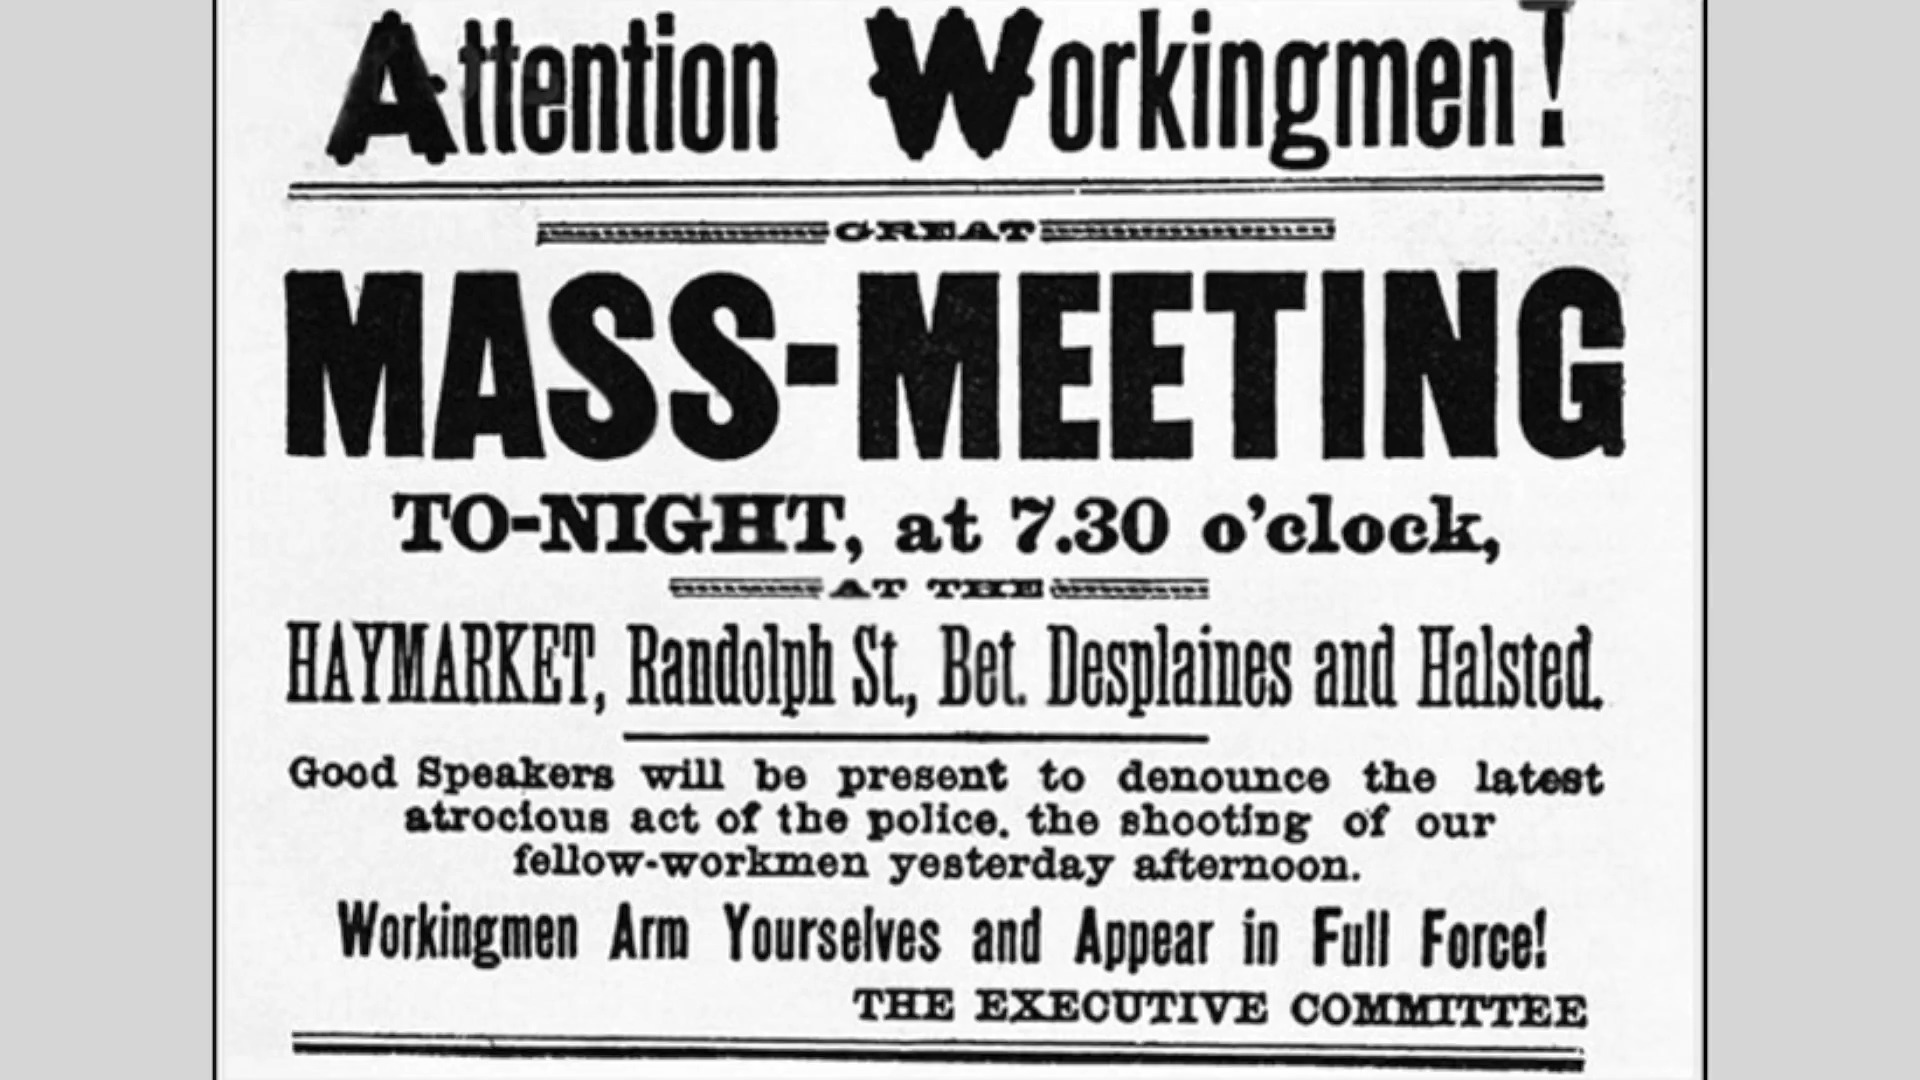 Attention Workingmen!
GREAT
MASS-MEETING
TO-NIGHT, at 7.30 o'clock,
AT THE
HAYMARKET, Randolph St., Bet. Desplaines and Halsted.
Good Speakers will be present to denounce the latest
atrocious act of the police, the shooting of our
fellow-workmen yesterday afternoon.
Workingmen Arm Yourselves and Appear in Full Force!
THE EXECUTIVE COMMITTEE